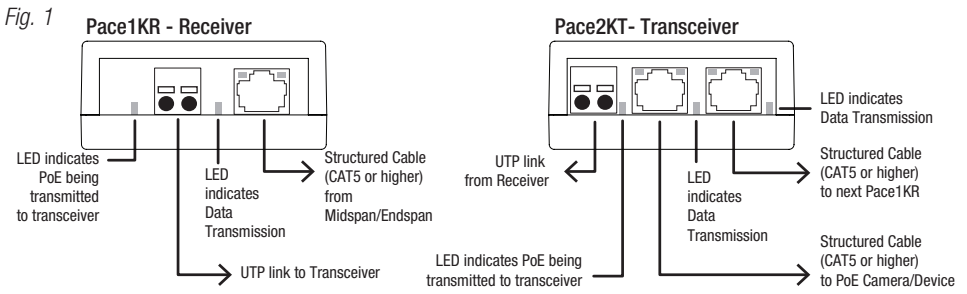 Fig. 1
Pace1KR - Receiver
LED indicates
PoE being
transmitted
to transceiver
LED
indicates
Data
Transmission
Structured Cable
(CAT5 or higher)
from
Midspan/Endspan
UTP link to Transceiver
Pace2KT- Transceiver
UTP link
from Receiver
LED indicates PoE being
transmitted to transceiver
LED
indicates
Data
Transmission
LED indicates
Data Transmission
Structured Cable
(CAT5 or higher)
to next Pace1KR
Structured Cable
(CAT5 or higher)
to PoE Camera/Device